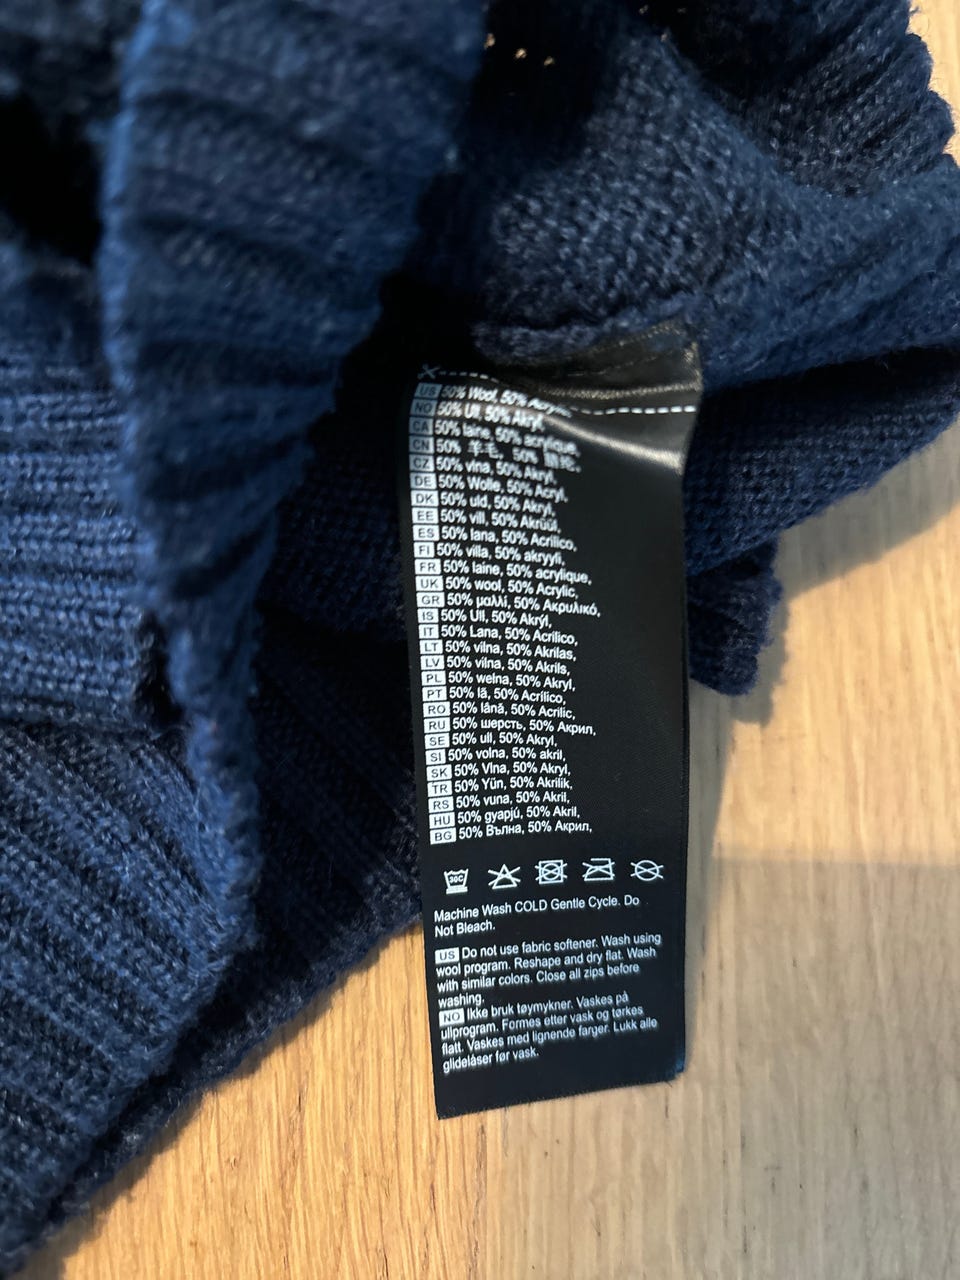 US 50% Wool, 50% Acrylic,
NO 50% Ull, 50% Akryl,
CA 50% laine, 50% acrylique,
CN 50% 羊毛, 50%
CZ 50% vlna, 50% Akryl,
DE 50% Wolle, 50% Acryl,
DK 50% uld, 50% Akryl,
EE 50% vill, 50% Akrüül,
ES 50% lana, 50% Acrílico,
FI 50% villa, 50% akryyli,
FR 50% laine, 50% acrylique,
UK 50% wool, 50% Acrylic,
GR 50% μαλλί, 50% Ακρυλικό,
IS 50% Ull, 50% Akrýl,
IT 50% Lana, 50% Acrilico,
LT 50% vilna, 50% Akrilas,
LV 50% vilna, 50% Akrils,
PL 50% wełna, 50% Akryl,
PT 50% lã, 50% Acrílico,
RO 50% lână, 50% Acrilic,
RU 50% шерсть, 50% Акрил,
SE 50% ull, 50% Akryl,
SI 50% volna, 50% akril,
SK 50% Vlna, 50% Akryl,
TR 50% Yün, 50% Akrilik,
RS 50% vuna, 50% Akril,
HU 50% gyapjú, 50% Akril,
BG 50% Вълна, 50% Акрил,
30C
Machine Wash COLD Gentle Cycle. Do
Not Bleach.
US Do not use fabric softener. Wash using
wool program. Reshape and dry flat. Wash
with similar colors. Close all zips before
washing.
NO Ikke bruk tøymykner. Vaskes på
ullprogram. Formes etter vask og tørkes
flatt. Vaskes med lignende farger. Lukk alle
glidelåser før vask.